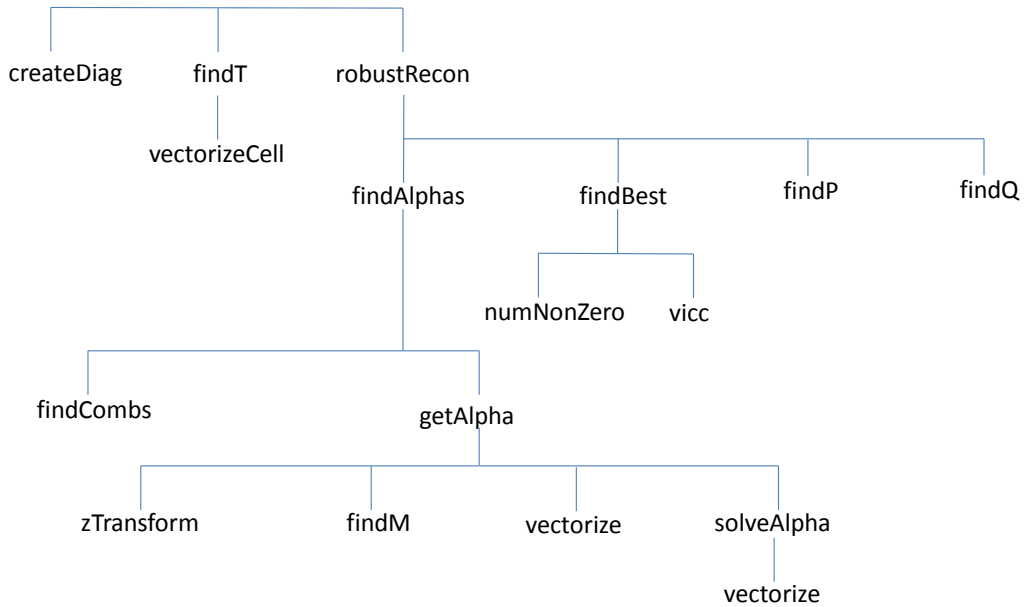 createDiag
findT
robustRecon
vectorizeCell
findAlphas
findBest
findP
findQ
numNonZero
vicc
findCombs
getAlpha
zTransform
findM
vectorize
solveAlpha
vectorize